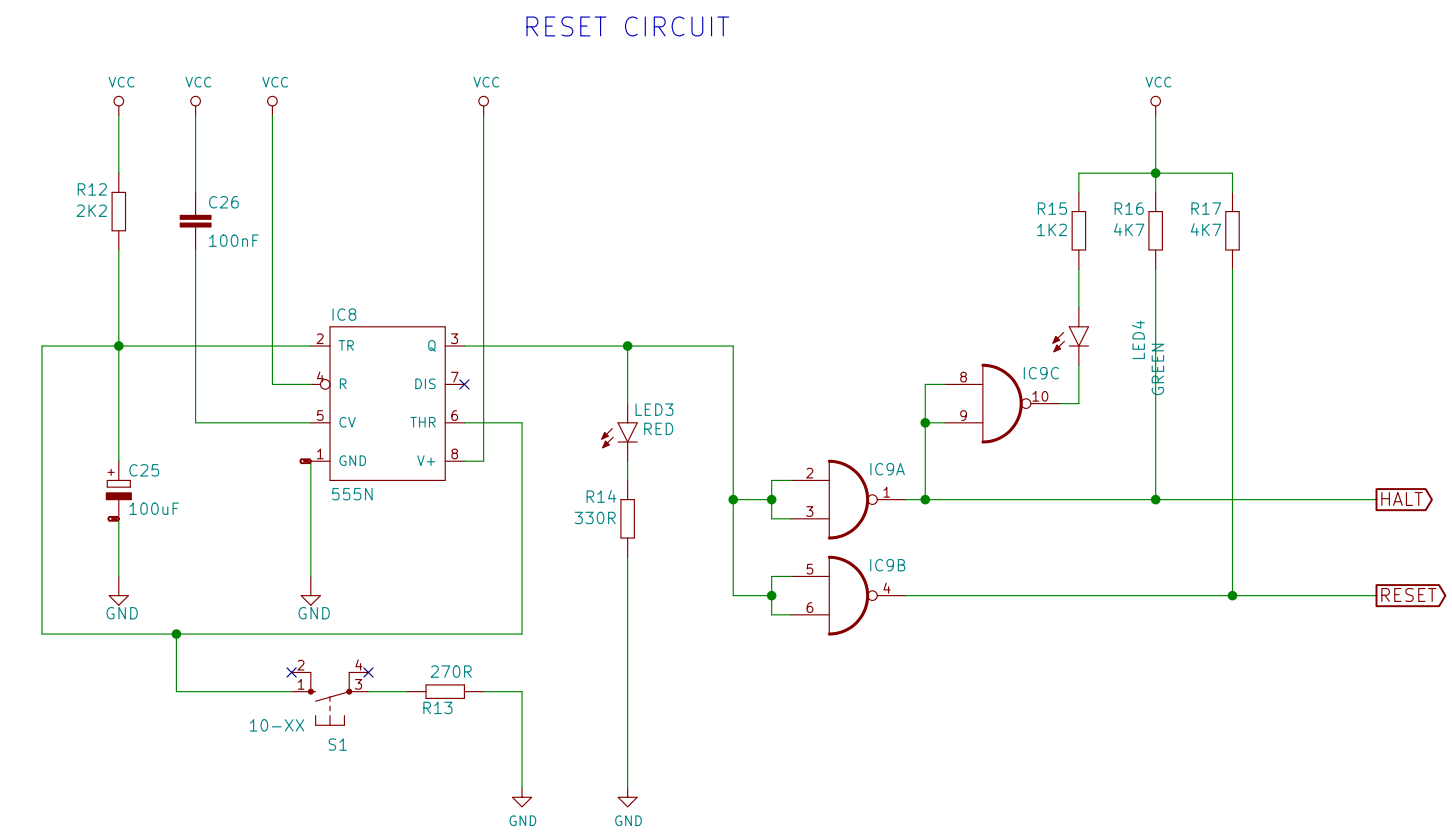 RESET CIRCUIT
VCC
VCC
VCC
VCC
VCC
R12
2K2
C26
100nF
R15
1K2
R16
4K7
R17
4K7
IC8
2
TR
Q
3
4
R
DIS
7
5
CV
THR
6
1
GND
V+
8
555N
LED4
GREEN
IC9C
8
9
10
LED3
RED
+
C25
100uF
R14
330R
IC9A
2
3
1
HALT
IC9B
5
6
4
RESET
GND
GND
2
1
4
3
270R
R13
10-XX
S1
GND
GND